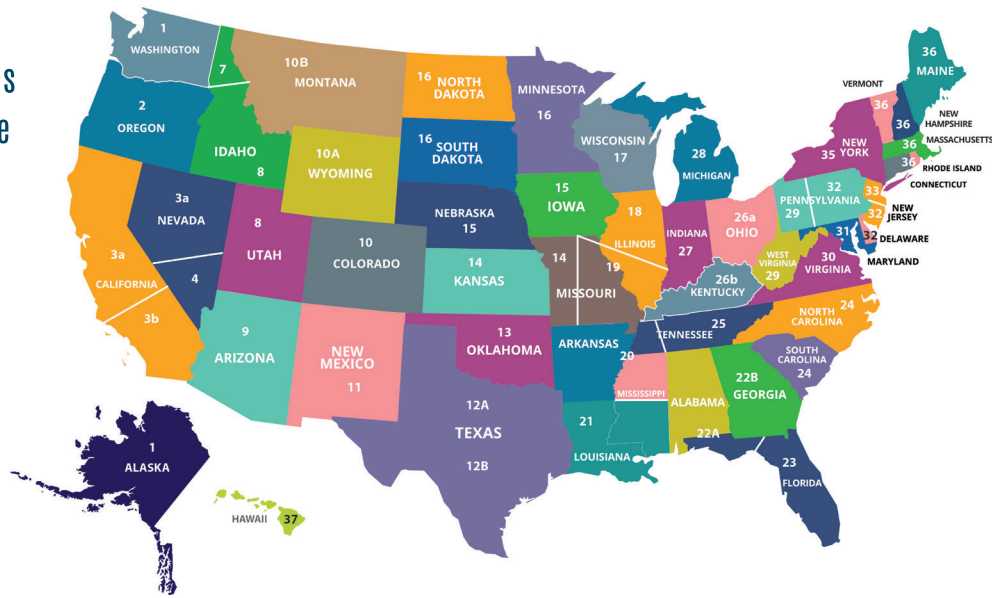 s
e
1
WASHINGTON
7
10B
MONTANA
16 NORTH
DAKOTA
MINNESOTA
16
36
MAINE
VERMONT
36
36
NEW
HAMPSHIRE
36
MASSACHUSETTS
36
RHODE ISLAND
CONNECTICUT
2
OREGON
IDAHO
8
10A
WYOMING
16
SOUTH
DAKOTA
WISCONSIN
17
28
MICHIGAN
NEW
YORK
35
3a
NEVADA
8
UTAH
NEBRASKA
15
15
IOWA
18
ILLINOIS
INDIANA
27
26a
OHIO
32
PENNSYLVANIA
29
33
32
NEW
JERSEY
31
32
DELAWARE
MARYLAND
3a
CALIFORNIA
4
10
COLORADO
14
KANSAS
14
19
MISSOURI
26b
KENTUCKY
WEST
VIRGINIA
29
30
VIRGINIA
3b
9
ARIZONA
NEW
MEXICO
11
13
OKLAHOMA
ARKANSAS
20
25
TENNESSEE
NORTH
CAROLINA
24
SOUTH
CAROLINA
24
MISSISSIPPI
ALABAMA
22A
22B
GEORGIA
12A
TEXAS
12B
21
LOUISIANA
23
FLORIDA
1
ALASKA
HAWAII
37